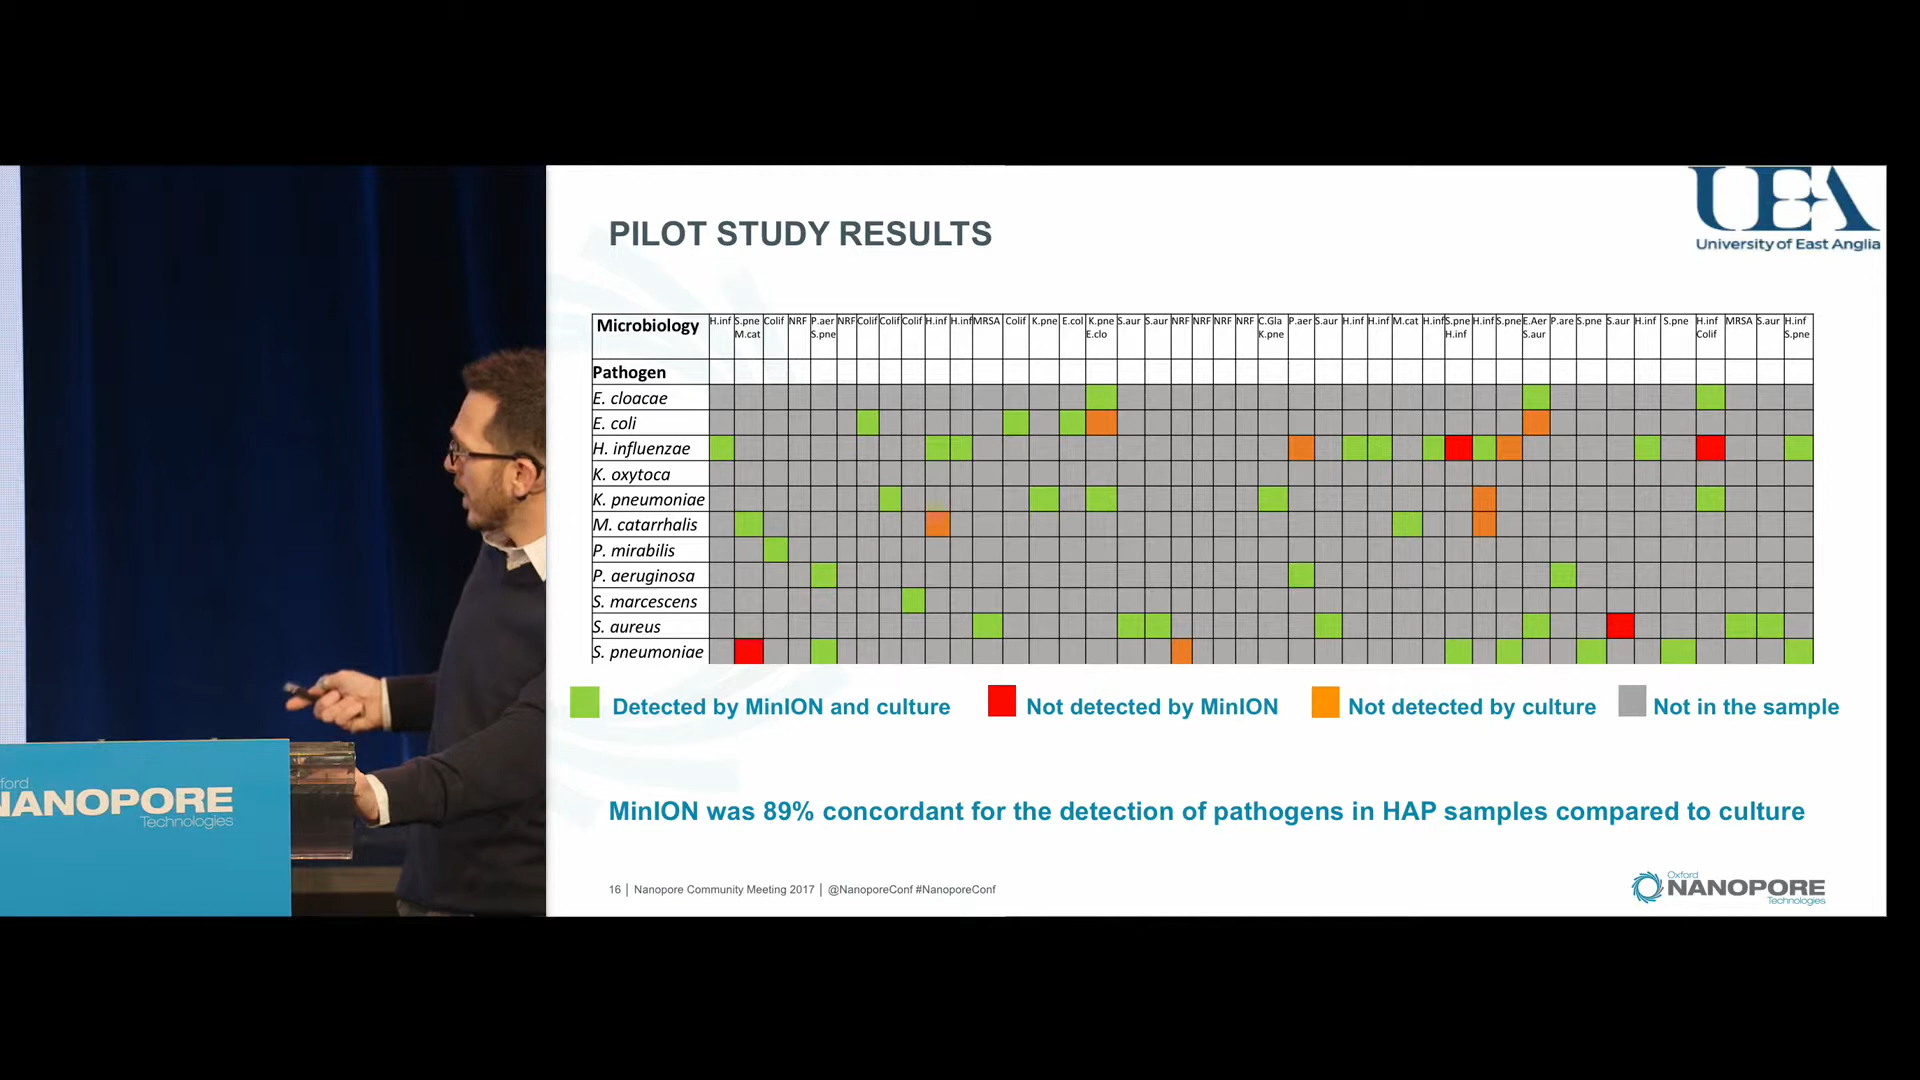 UEA
University of East Anglia
PILOT STUDY RESULTS
Microbiology H.inf S.pne Colif NRF P.aer NRF Colif Colif Colif H.inf H.inf MRSA Colif K.pne E.col K.pne S.aur S.aur NRF NRF NRF NRF C.Gla P.aer S.aur H.inf H.inf M.cat H.inf S.pne H.inf S.pne E.Aer P.are S.pne S.aur H.inf S.pne H.inf MRSA S.aur H.inf
M.cat S.pne E.clo K.pne H.inf S.aur Colif S.pne
Pathogen
E. cloacae
E. coli
H. influenzae
K. oxytoca
K. pneumoniae
M. catarrhalis
P. mirabilis
P. aeruginosa
S. marcescens
S. aureus
S. pneumoniae
Detected by MinION and culture Not detected by MinION Not detected by culture Not in the sample
MinION was 89% concordant for the detection of pathogens in HAP samples compared to culture
16 | Nanopore Community Meeting 2017 | @NanoporeConf #NanoporeConf
Oxford
NANOPORE
Technologies
ford
NANOPORE
Technologies